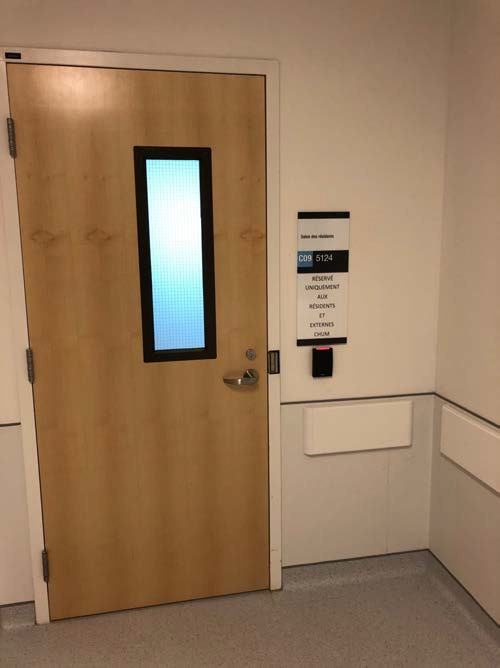 Salon des résidents
C09 5124
RÉSERVÉ
UNIQUEMENT
AUX
RÉSIDENTS
ET
EXTERNES
CHUM